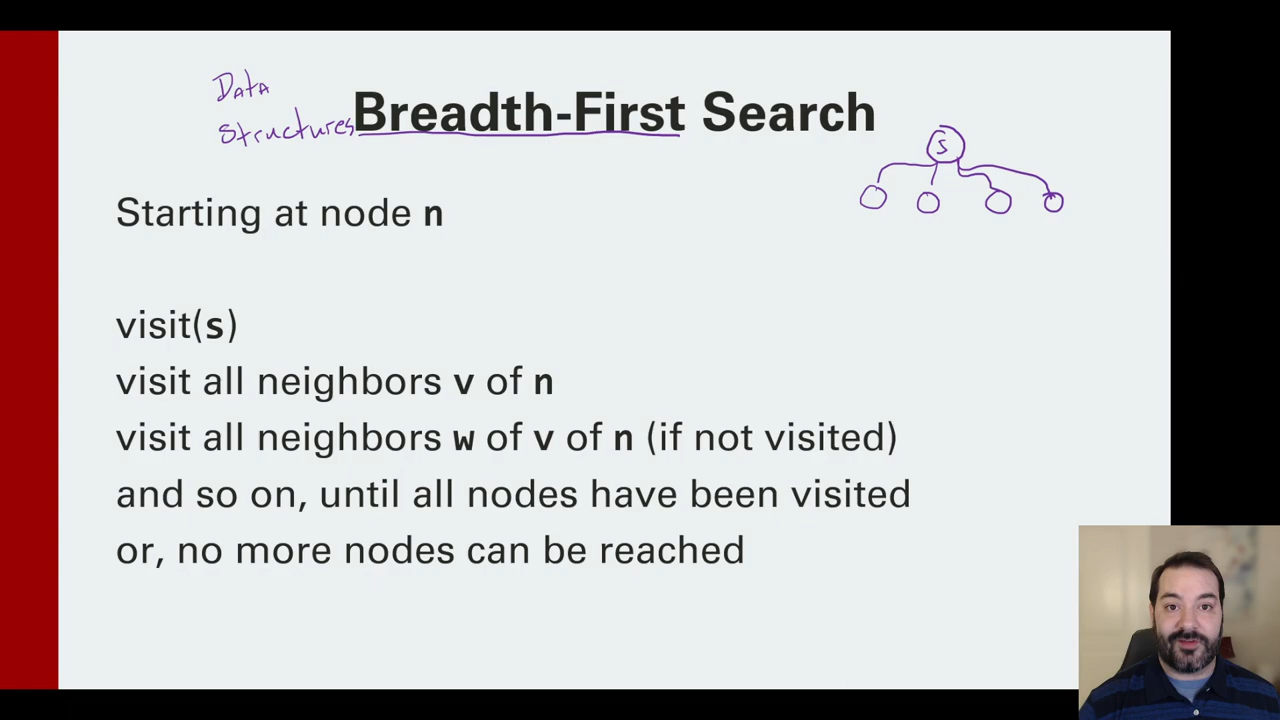 Data
Structures
Breadth-First Search
S
Starting at node n
visit(s)
visit all neighbors v of n
visit all neighbors w of v of n (if not visited)
and so on, until all nodes have been visited
or, no more nodes can be reached